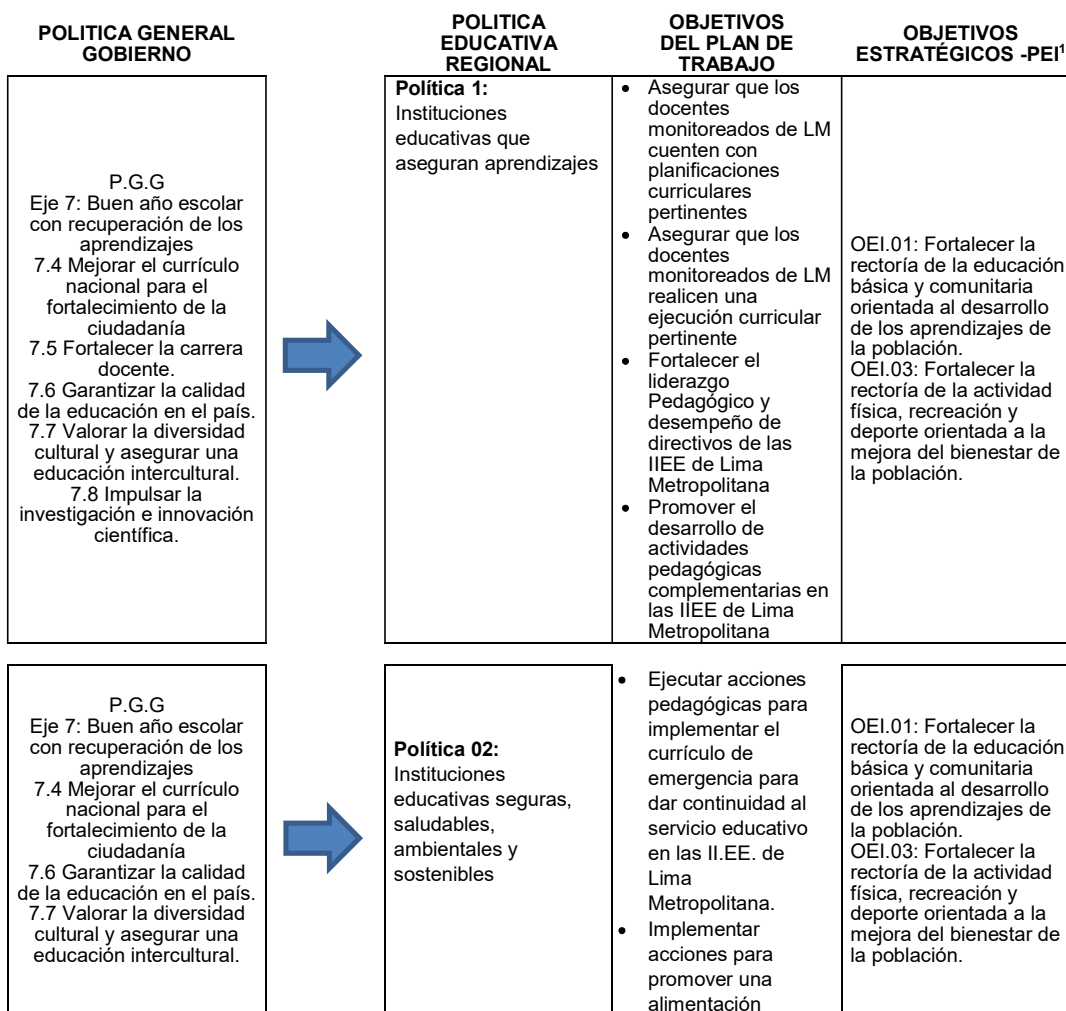 POLITICA GENERAL
GOBIERNO
POLITICA
EDUCATIVA
REGIONAL
OBJETIVOS
DEL PLAN DE
TRABAJO
OBJETIVOS
ESTRATÉGICOS -PEI¹
P.G.G
Eje 7: Buen año escolar
con recuperación de los
aprendizajes
7.4 Mejorar el currículo
nacional para el
fortalecimiento de la
ciudadanía
7.5 Fortalecer la carrera
docente.
7.6 Garantizar la calidad
de la educación en el país.
7.7 Valorar la diversidad
cultural y asegurar una
educación intercultural.
7.8 Impulsar la
investigación e innovación
científica.
Política 1:
Instituciones
educativas que
aseguran aprendizajes
• Asegurar que los
docentes
monitoreados de LM
cuenten con
planificaciones
curriculares
pertinentes
• Asegurar que los
docentes
monitoreados de LM
realicen una
ejecución curricular
pertinente
• Fortalecer el
liderazgo
Pedagógico y
desempeño de
directivos de las
IIEE de Lima
Metropolitana
• Promover el
desarrollo de
actividades
pedagógicas
complementarias en
las IIEE de Lima
Metropolitana
OEI.01: Fortalecer la
rectoría de la educación
básica y comunitaria
orientada al desarrollo
de los aprendizajes de
la población.
OEI.03: Fortalecer la
rectoría de la actividad
física, recreación y
deporte orientada a la
mejora del bienestar de
la población.
P.G.G
Eje 7: Buen año escolar
con recuperación de los
aprendizajes
7.4 Mejorar el currículo
nacional para el
fortalecimiento de la
ciudadanía
7.6 Garantizar la calidad
de la educación en el país.
7.7 Valorar la diversidad
cultural y asegurar una
educación intercultural.
Política 02:
Instituciones
educativas seguras,
saludables,
ambientales y
sostenibles
• Ejecutar acciones
pedagógicas para
implementar el
currículo de
emergencia para
dar continuidad al
servicio educativo
en las II.EE. de
Lima
Metropolitana.
• Implementar
acciones para
promover una
alimentación
OEI.01: Fortalecer la
rectoría de la educación
básica y comunitaria
orientada al desarrollo
de los aprendizajes de
la población.
OEI.03: Fortalecer la
rectoría de la actividad
física, recreación y
deporte orientada a la
mejora del bienestar de
la población.